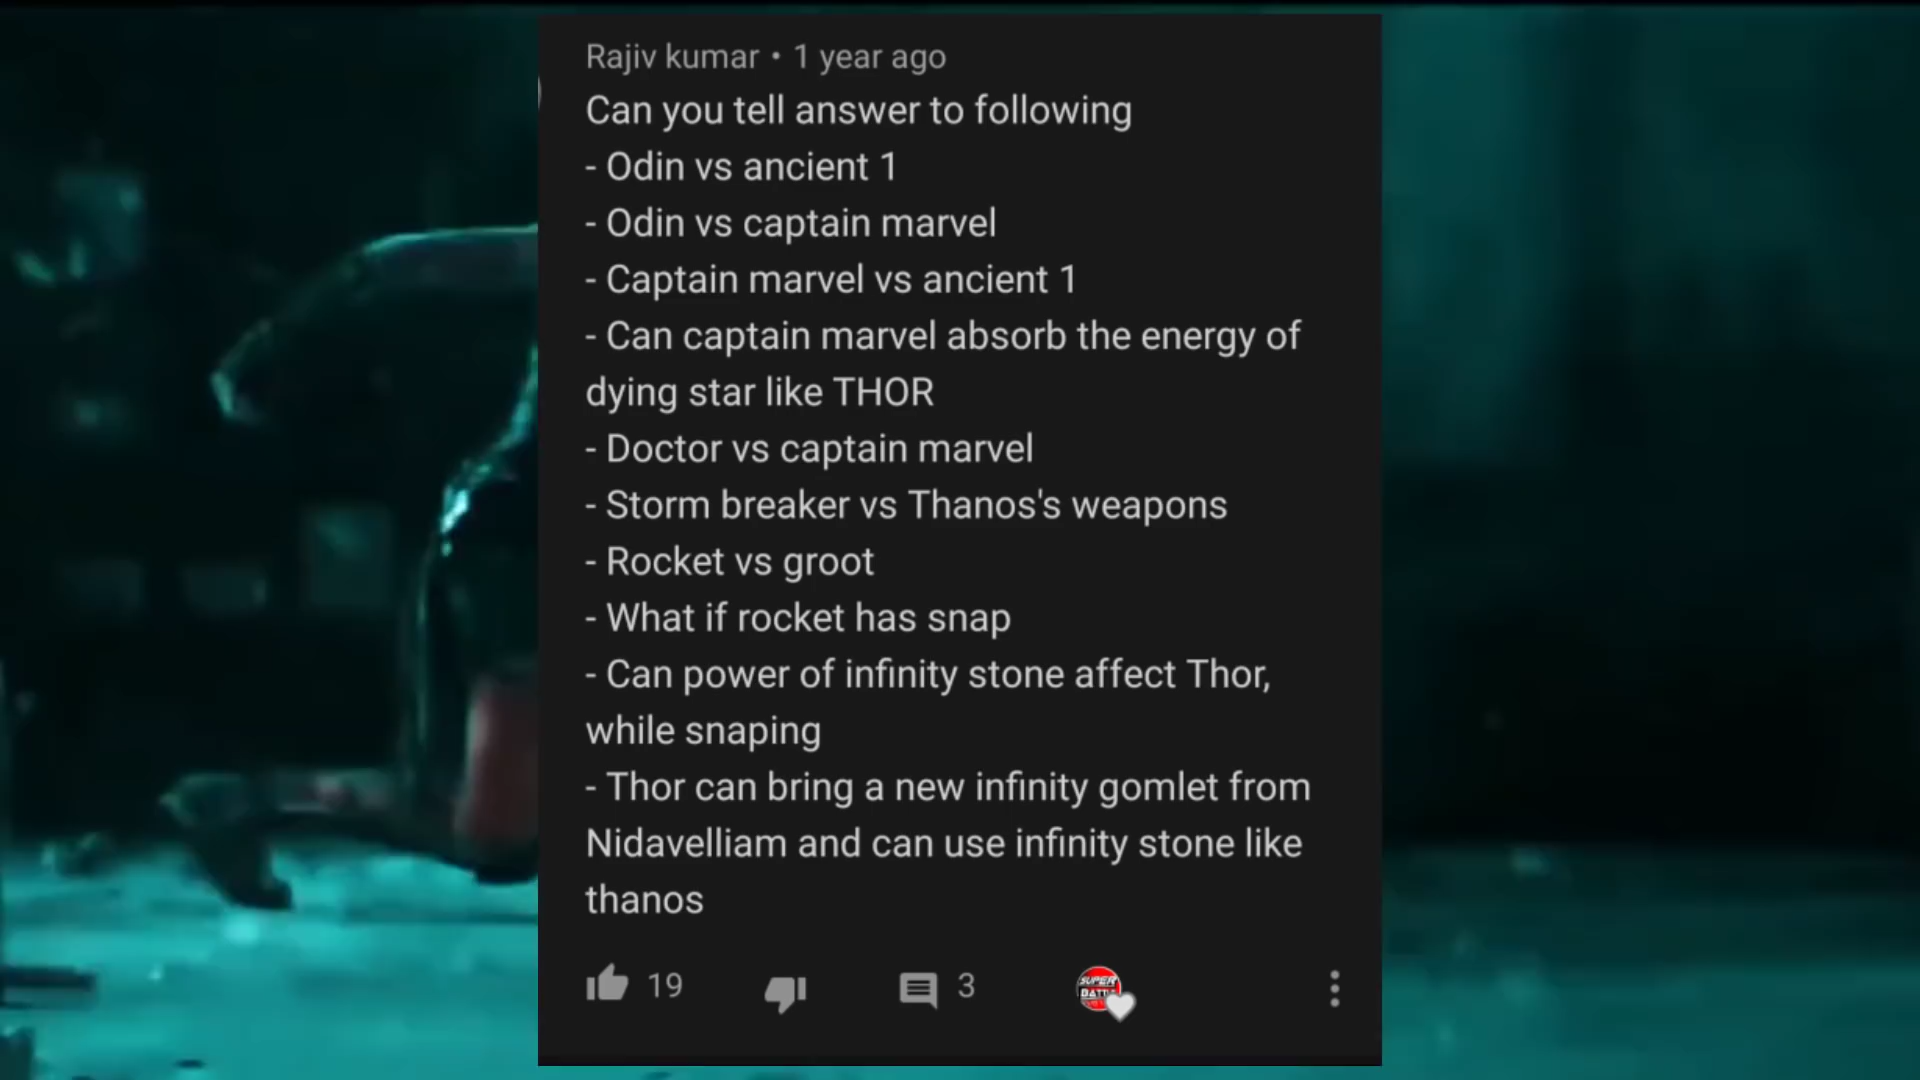 Rajiv kumar • 1 year ago
Can you tell answer to following
- Odin vs ancient 1
- Odin vs captain marvel
- Captain marvel vs ancient 1
- Can captain marvel absorb the energy of
dying star like THOR
- Doctor vs captain marvel
- Storm breaker vs Thanos's weapons
- Rocket vs groot
- What if rocket has snap
- Can power of infinity stone affect Thor,
while snaping
- Thor can bring a new infinity gomlet from
Nidavelliam and can use infinity stone like
thanos
19
3
SUPER